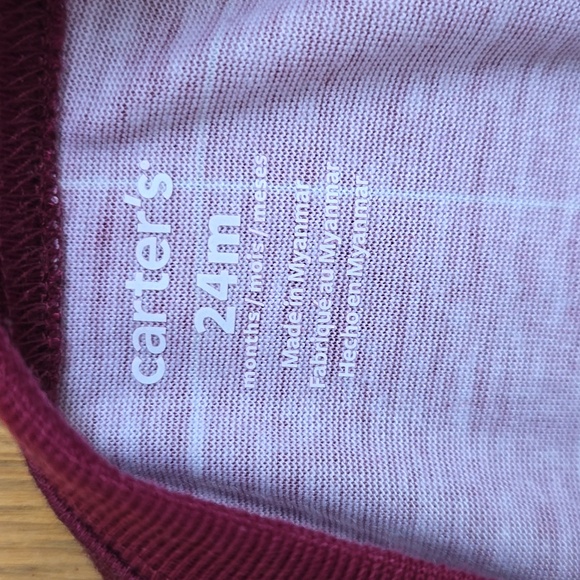 carter's
24m
months / mois / meses
Made in Myanmar
Fabriqué au Myanmar
Hecho en Myanmar